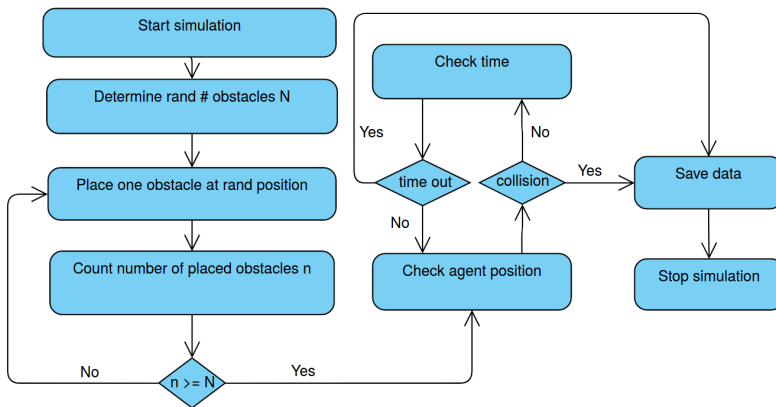 Start simulation
Determine rand # obstacles N
Place one obstacle at rand position
Count number of placed obstacles n
n >= N
No
Yes
Check time
Yes
No
time out
collision
Yes
No
Check agent position
Save data
Stop simulation